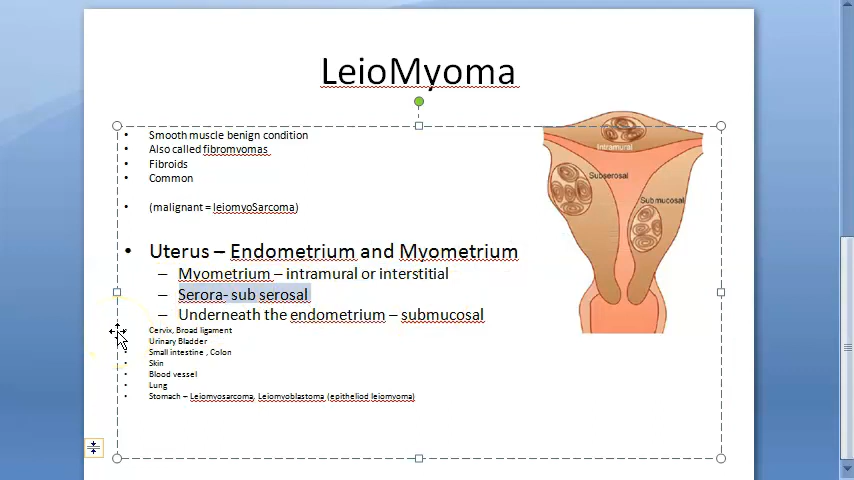 LeioMyoma
Smooth muscle benign condition
Also called fibromyomas
Fibroids
Common
(malignant = leiomyoSarcoma)
Uterus – Endometrium and Myometrium
– Myometrium – intramural or interstitial
– Serora- sub serosal
– Underneath the endometrium – submucosal
Cervix, Broad ligament
Urinary Bladder
Small intestine , Colon
Skin
Blood vessel
Lung
Stomach – Leiomyosarcoma, Leiomyoblastoma (epitheliod leiomyoma)
Intramural
Subserosal
Submucosal